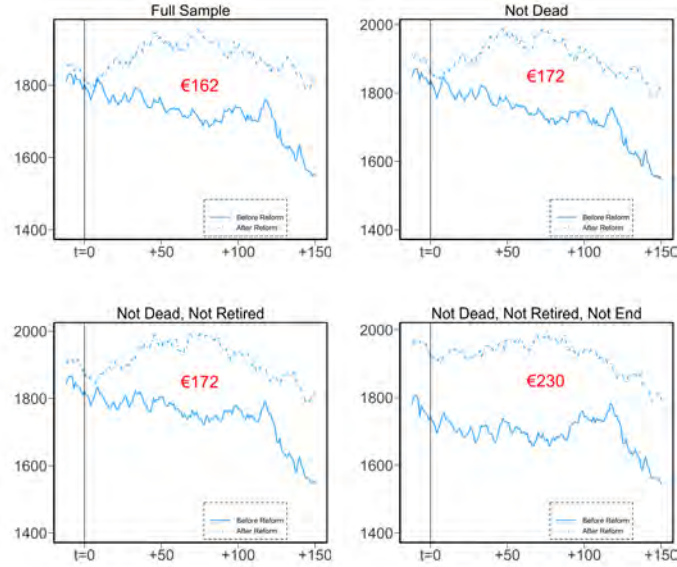 Full Sample
1800
1600
1400
€162
Before Reform
After Reform
t=0 +50 +100 +150
Not Dead
2000
1800
1600
1400
€172
Before Reform
After Reform
t=0 +50 +100 +150
Not Dead, Not Retired
2000
1800
1600
1400
€172
Before Reform
After Reform
t=0 +50 +100 +150
Not Dead, Not Retired, Not End
2000
1800
1600
1400
€230
Before Reform
After Reform
t=0 +50 +100 +150